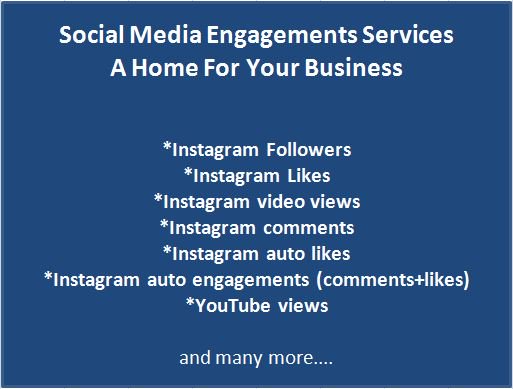 Social Media Engagements Services
A Home For Your Business
*Instagram Followers
*Instagram Likes
*Instagram video views
*Instagram comments
*Instagram auto likes
*Instagram auto engagements (comments+likes)
*YouTube views
and many more....